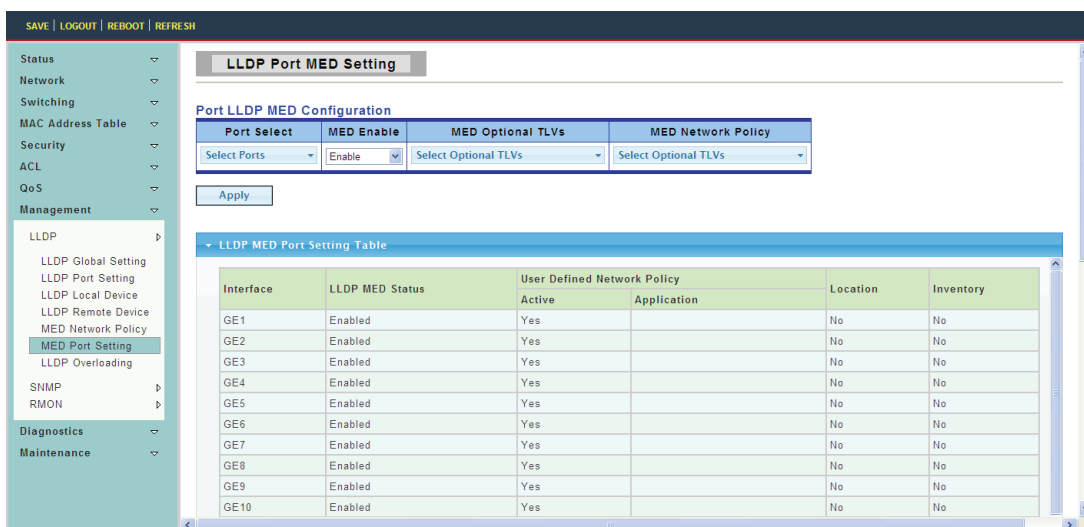 SAVE | LOGOUT | REBOOT | REFRESH
Status
Network
Switching
MAC Address Table
Security
ACL
QoS
Management
LLDP
LLDP Global Setting
LLDP Port Setting
LLDP Local Device
LLDP Remote Device
MED Network Policy
MED Port Setting
LLDP Overloading
SNMP
RMON
Diagnostics
Maintenance
LLDP Port MED Setting
Port LLDP MED Configuration
Port Select MED Enable MED Optional TLVs MED Network Policy
Select Ports Enable Select Optional TLVs Select Optional TLVs
Apply
LLDP MED Port Setting Table
Interface LLDP MED Status User Defined Network Policy Location Inventory
Active Application
GE1 Enabled Yes No No
GE2 Enabled Yes No No
GE3 Enabled Yes No No
GE4 Enabled Yes No No
GE5 Enabled Yes No No
GE6 Enabled Yes No No
GE7 Enabled Yes No No
GE8 Enabled Yes No No
GE9 Enabled Yes No No
GE10 Enabled Yes No No